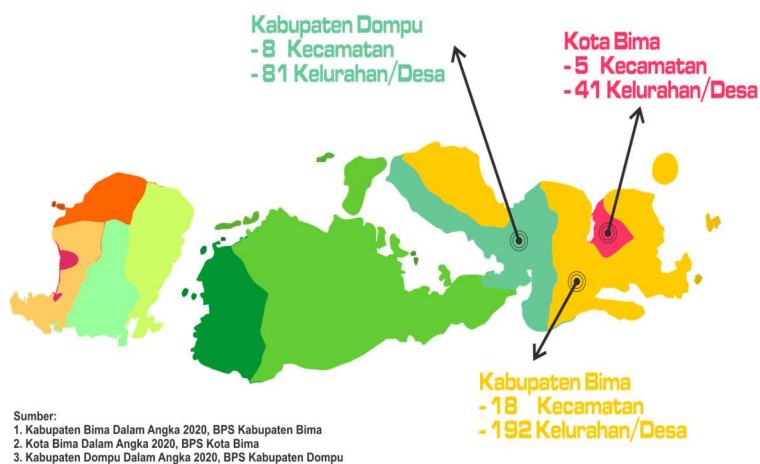 Kabupaten Dompu
- 8 Kecamatan
- 81 Kelurahan/Desa
Kota Bima
- 5 Kecamatan
- 41 Kelurahan/Desa
Kabupaten Bima
- 18 Kecamatan
- 192 Kelurahan/Desa
Sumber:
1. Kabupaten Bima Dalam Angka 2020, BPS Kabupaten Bima
2. Kota Bima Dalam Angka 2020, BPS Kota Bima
3. Kabupaten Dompu Dalam Angka 2020, BPS Kabupaten Dompu